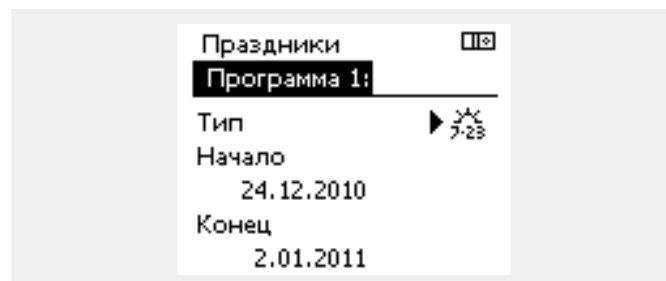 Праздники
Программа 1:
Тип
7-23
Начало
24.12.2010
Конец
2.01.2011